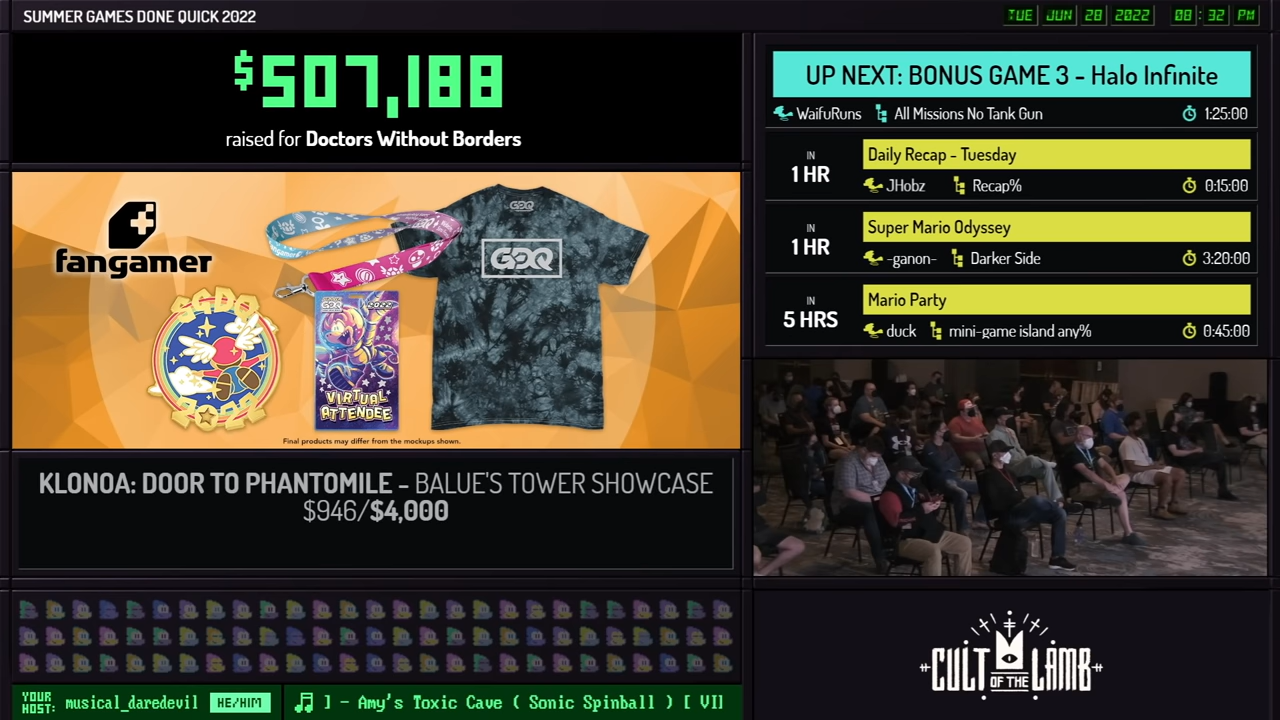 SUMMER GAMES DONE QUICK 2022
TUE JUN 28 2022 08:32 PM
$507,188
raised for Doctors Without Borders
fangamer
SGDQ
2022
GDQ
GDQ
GDQ
2022
VIRTUAL
ATTENDEE
Final products may differ from the mockups shown.
KLONOA: DOOR TO PHANTOMILE - BALUE'S TOWER SHOWCASE
$946/$4,000
UP NEXT: BONUS GAME 3 - Halo Infinite
WaifuRuns All Missions No Tank Gun 1:25:00
IN
1 HR
Daily Recap - Tuesday
JHobz Recap% 0:15:00
IN
1 HR
Super Mario Odyssey
-ganon- Darker Side 3:20:00
IN
5 HRS
Mario Party
duck mini-game island any% 0:45:00
CULT OF THE LAMB
YOUR HOST: musical_daredevil HE/HIM
] - Amy's Toxic Cave ( Sonic Spinball ) [ VII